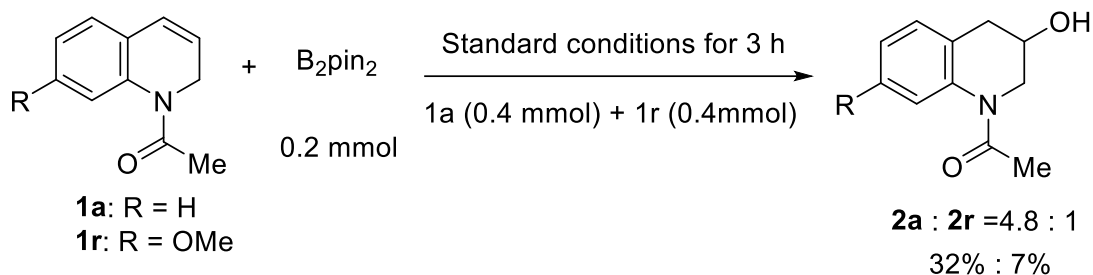 R
N
O
Me
1a: R = H
1r: R = OMe
+
B2pin2
0.2 mmol
Standard conditions for 3 h
1a (0.4 mmol) + 1r (0.4mmol)
OH
R
N
O
Me
2a : 2r =4.8 : 1
32% : 7%